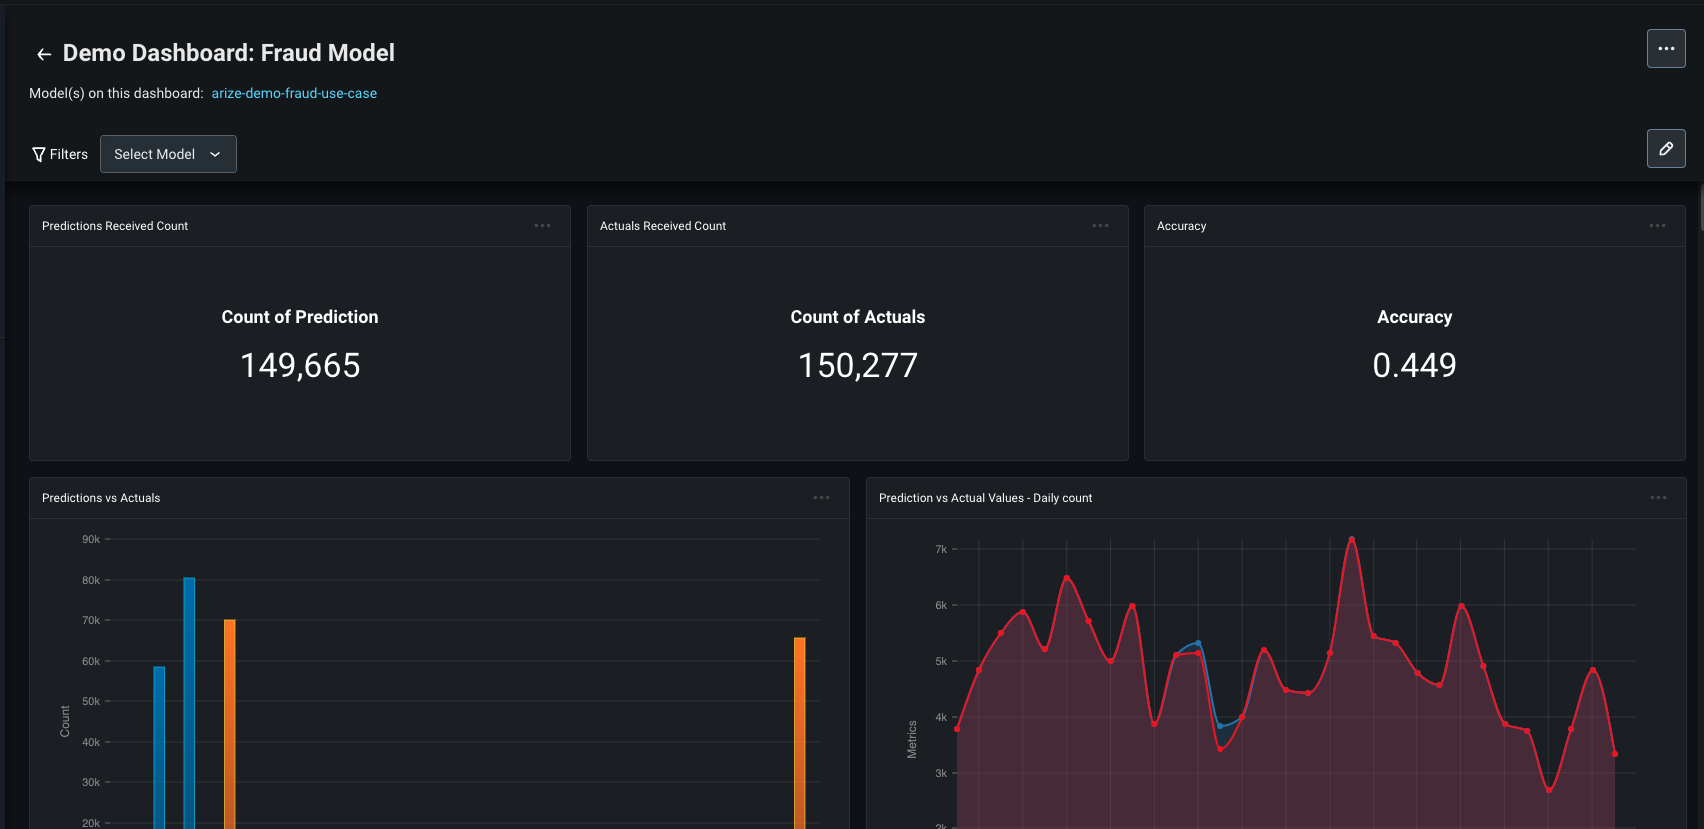 Demo Dashboard: Fraud Model
Model(s) on this dashboard: arize-demo-fraud-use-case
Filters
Select Model
Predictions Received Count
Actuals Received Count
Accuracy
Count of Prediction
149,665
Count of Actuals
150,277
Accuracy
0.449
Predictions vs Actuals
90k
80k
70k
60k
50k
40k
30k
20k
Count
Prediction vs Actual Values - Daily count
7k
6k
5k
4k
3k
Metrics